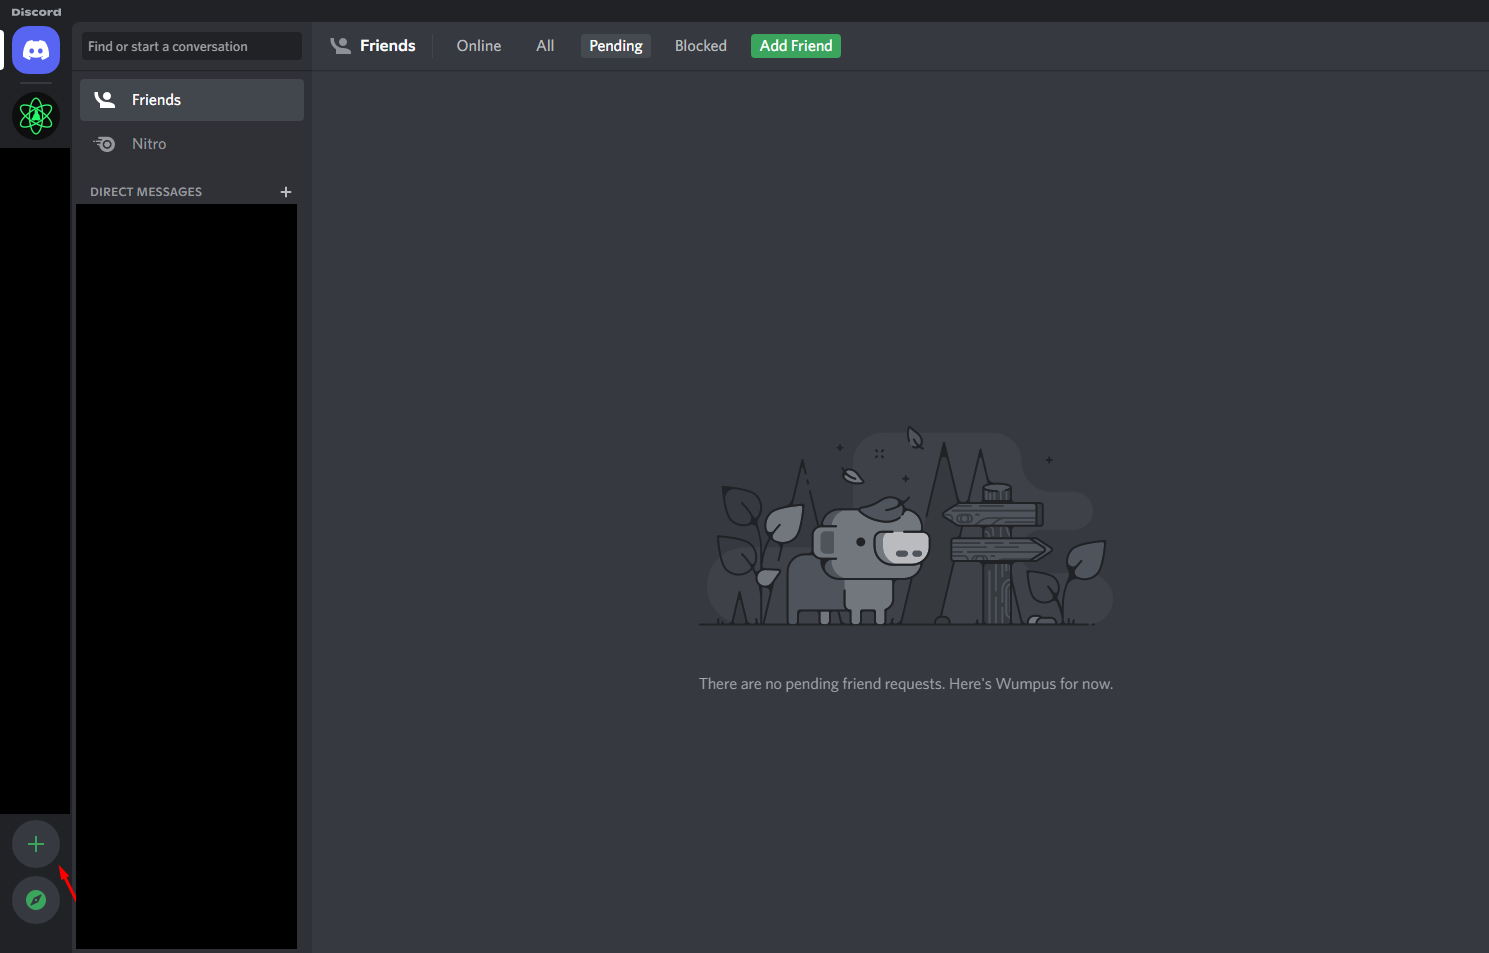 Discord
Find or start a conversation
Friends
Nitro
DIRECT MESSAGES
Friends
Online
All
Pending
Blocked
Add Friend
There are no pending friend requests. Here's Wumpus for now.